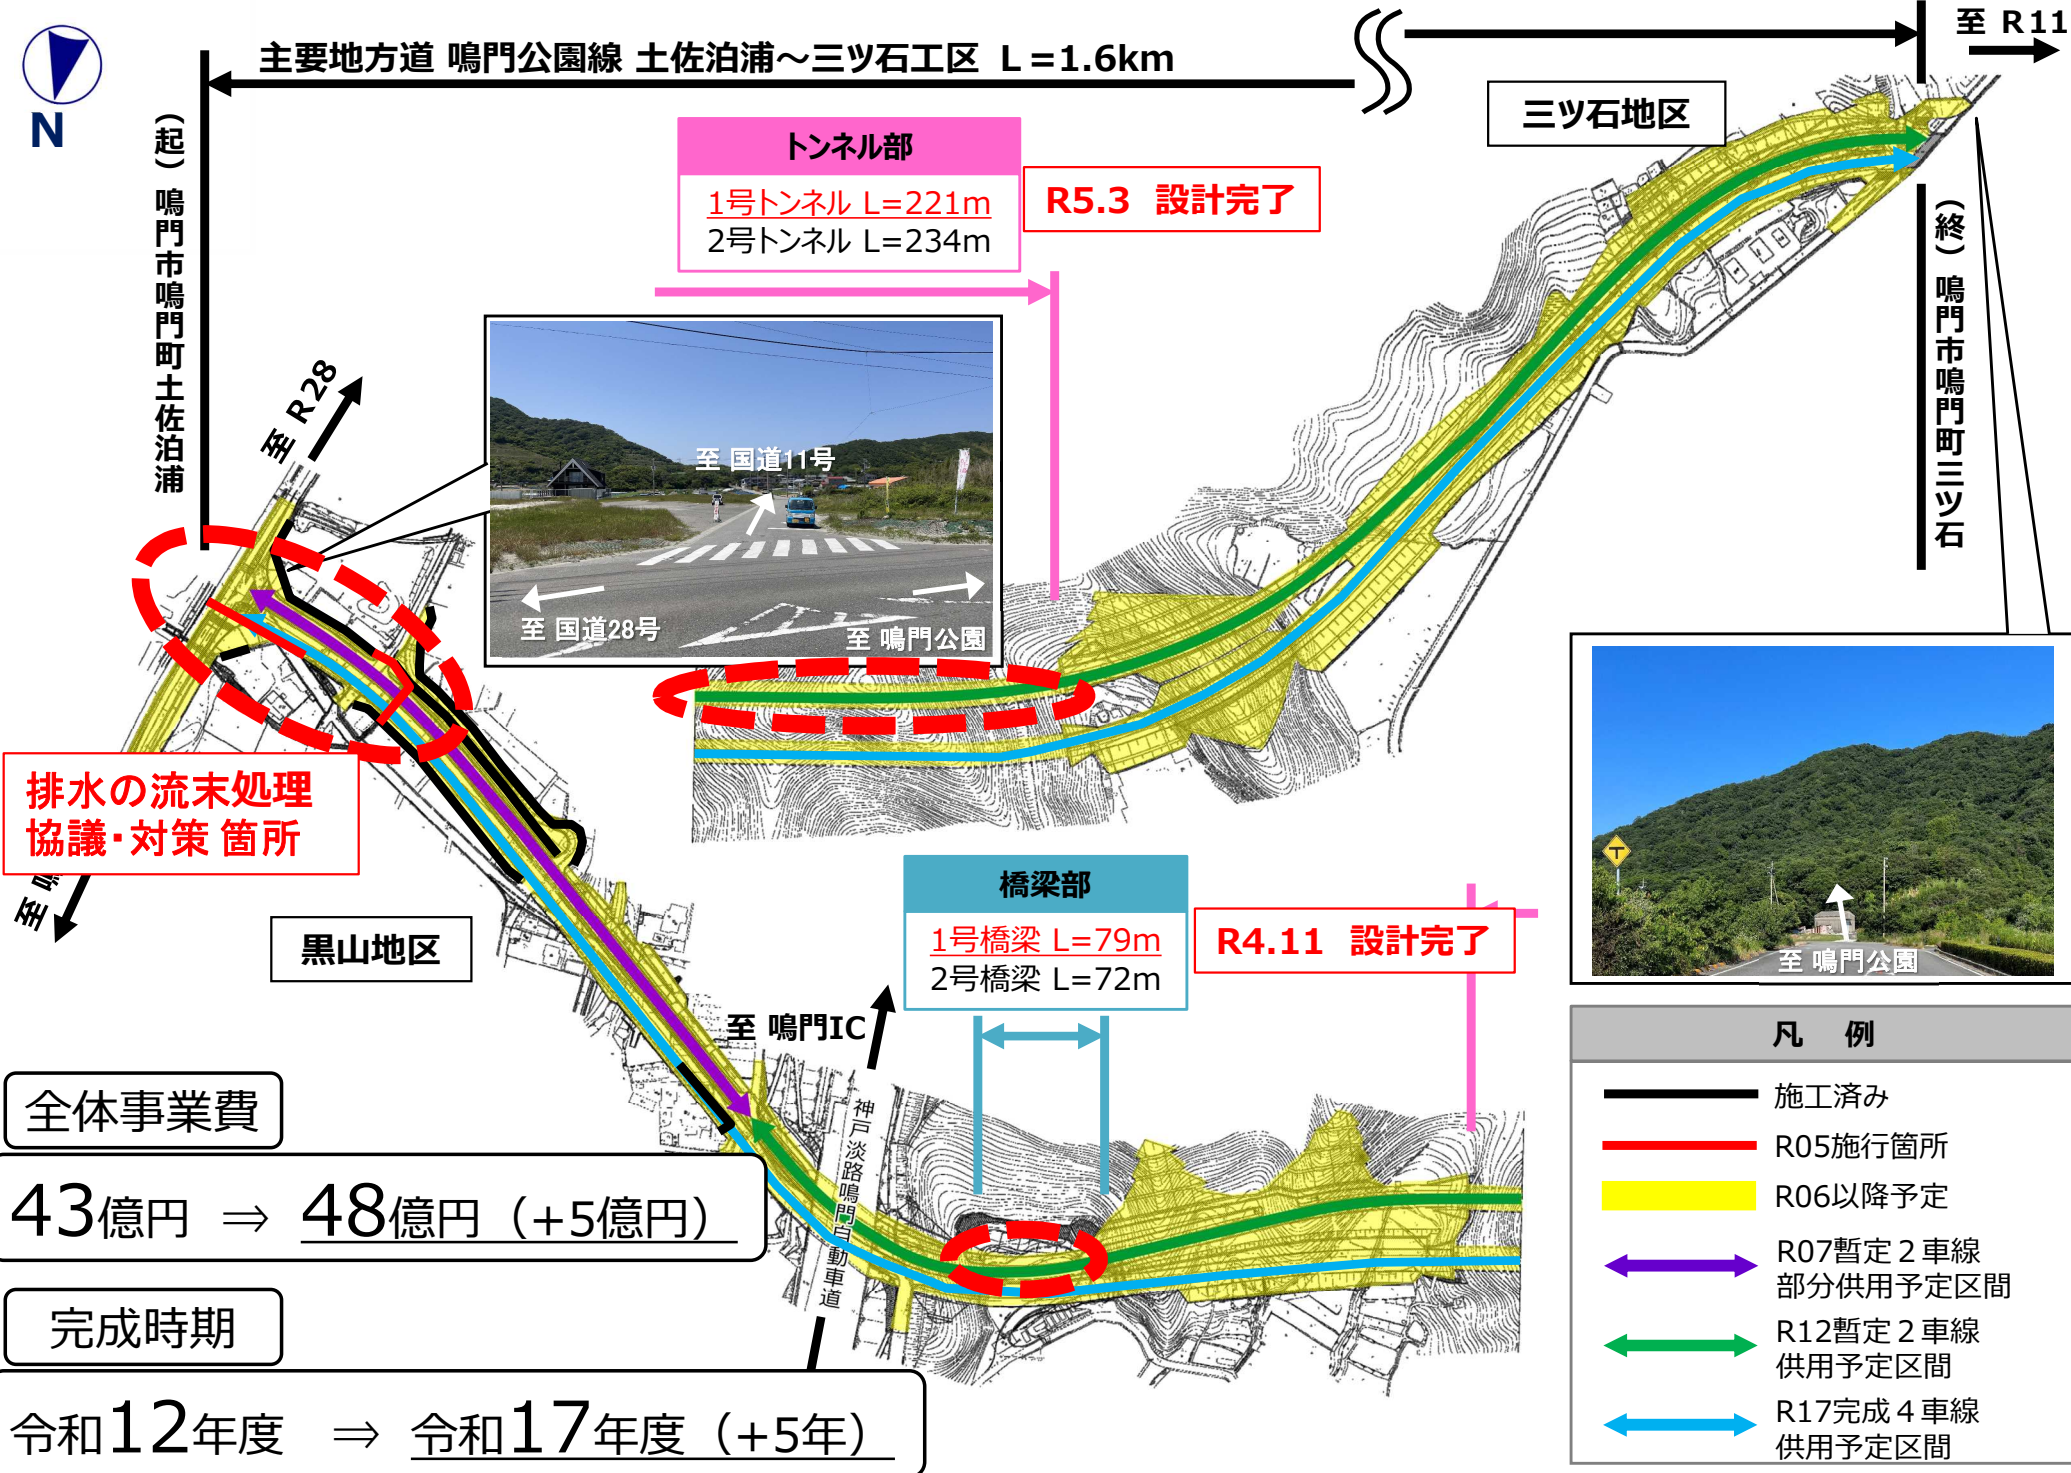 主要地方道 鳴門公園線 土佐泊浦～三ツ石工区 L=1.6km
至 R11
N
（起）鳴門市鳴門町土佐泊浦
トンネル部
1号トンネル L=221m
2号トンネル L=234m
R5.3 設計完了
三ツ石地区
（終）鳴門市鳴門町三ツ石
至 R28
至 国道11号
至 国道28号
至 鳴門公園
排水の流末処理
協議・対策 箇所
至 鳴
黒山地区
橋梁部
1号橋梁 L=79m
2号橋梁 L=72m
R4.11 設計完了
至 鳴門公園
至 鳴門IC
神戸淡路鳴門自動車道
全体事業費
43億円 ⇒ 48億円（+5億円）
完成時期
令和12年度 ⇒ 令和17年度（+5年）
凡 例
施工済み
R05施行箇所
R06以降予定
R07暫定２車線
部分供用予定区間
R12暫定２車線
供用予定区間
R17完成４車線
供用予定区間